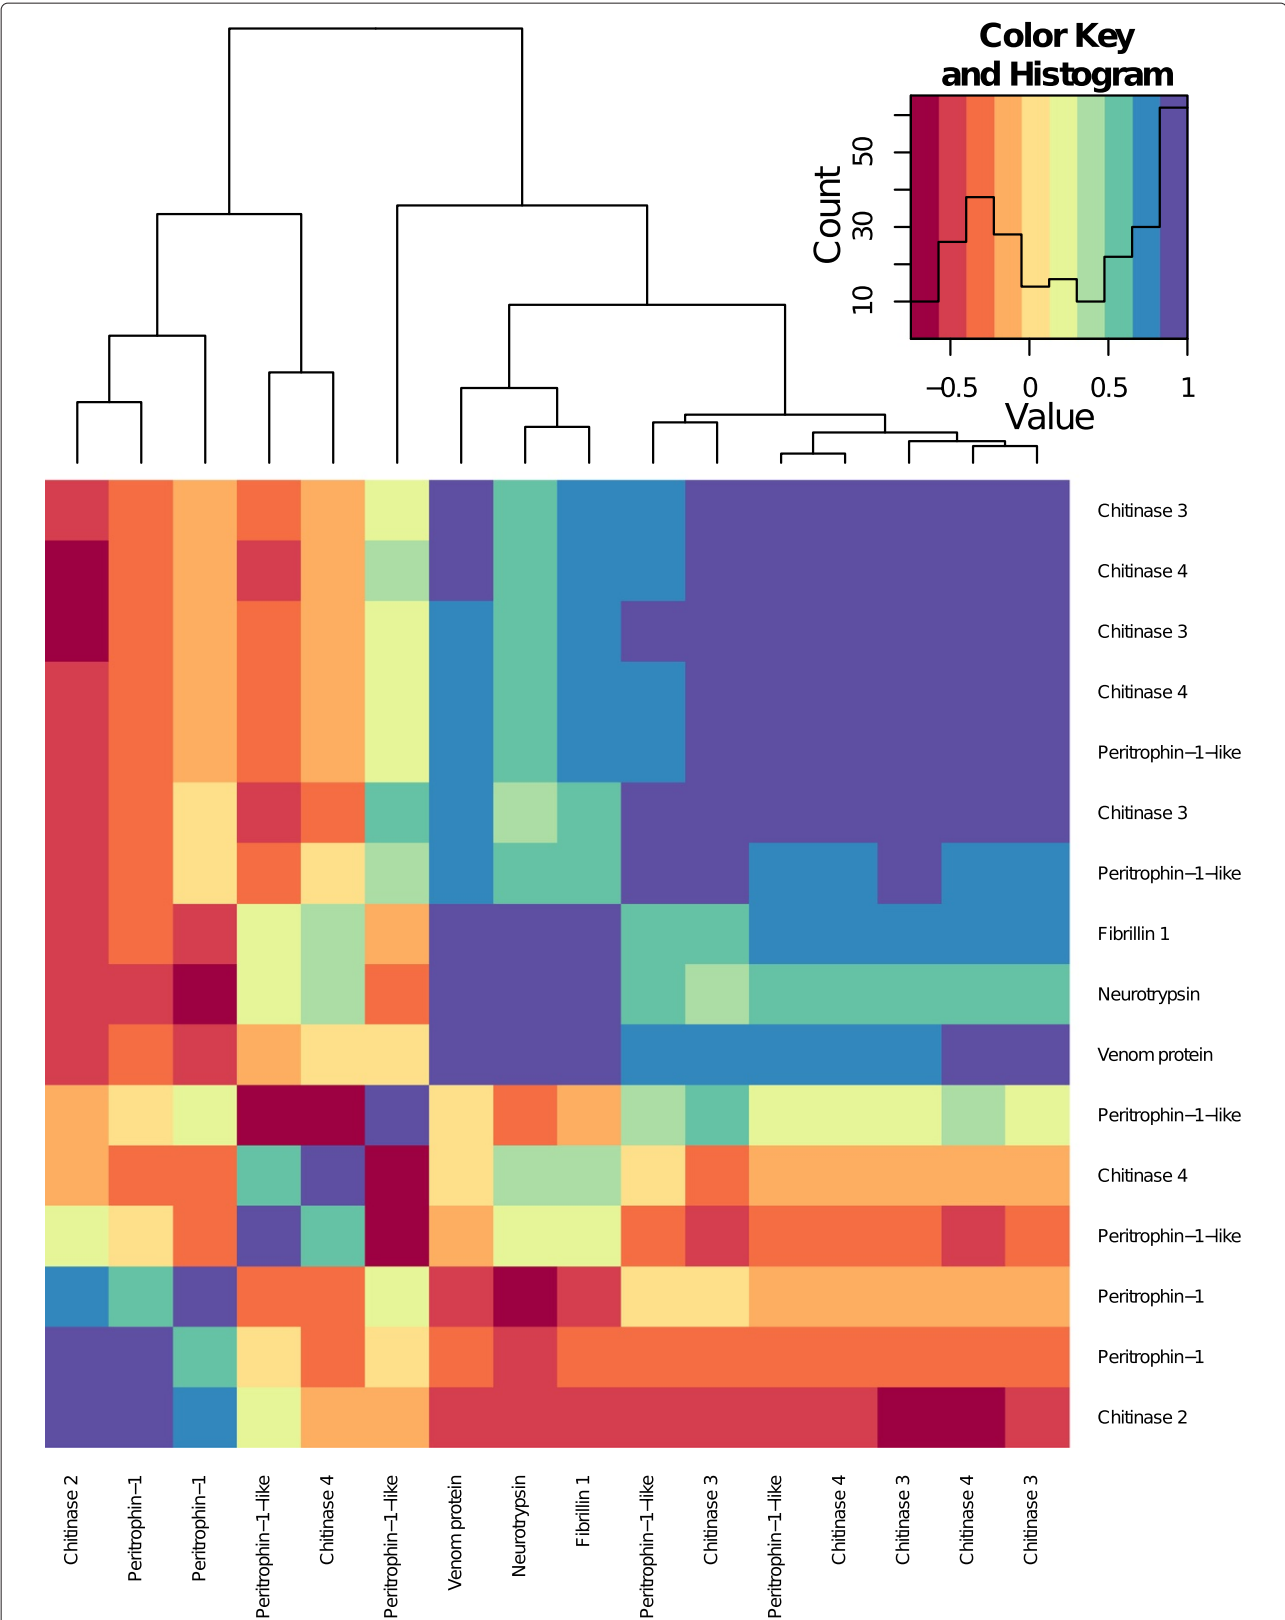 Color Key
and Histogram
Count
10
30
50
−0.5 0 0.5 1
Value
Chitinase 3
Chitinase 4
Chitinase 3
Chitinase 4
Peritrophin−1−like
Chitinase 3
Peritrophin−1−like
Fibrillin 1
Neurotrypsin
Venom protein
Peritrophin−1−like
Chitinase 4
Peritrophin−1−like
Peritrophin−1
Peritrophin−1
Chitinase 2
Chitinase 2
Peritrophin−1
Peritrophin−1
Peritrophin−1−like
Chitinase 4
Peritrophin−1−like
Venom protein
Neurotrypsin
Fibrillin 1
Peritrophin−1−like
Chitinase 3
Peritrophin−1−like
Chitinase 4
Chitinase 3
Chitinase 4
Chitinase 3